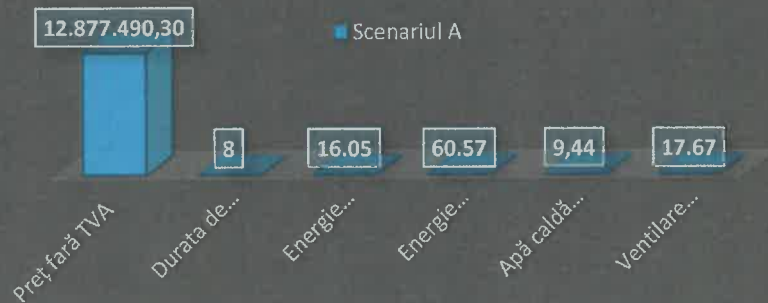 12.877.490,30
Scenariul A
8
16.05
60.57
9,44
17.67
Preț fară TVA
Durata de...
Energie...
Energie...
Apă caldă...
Ventilare...